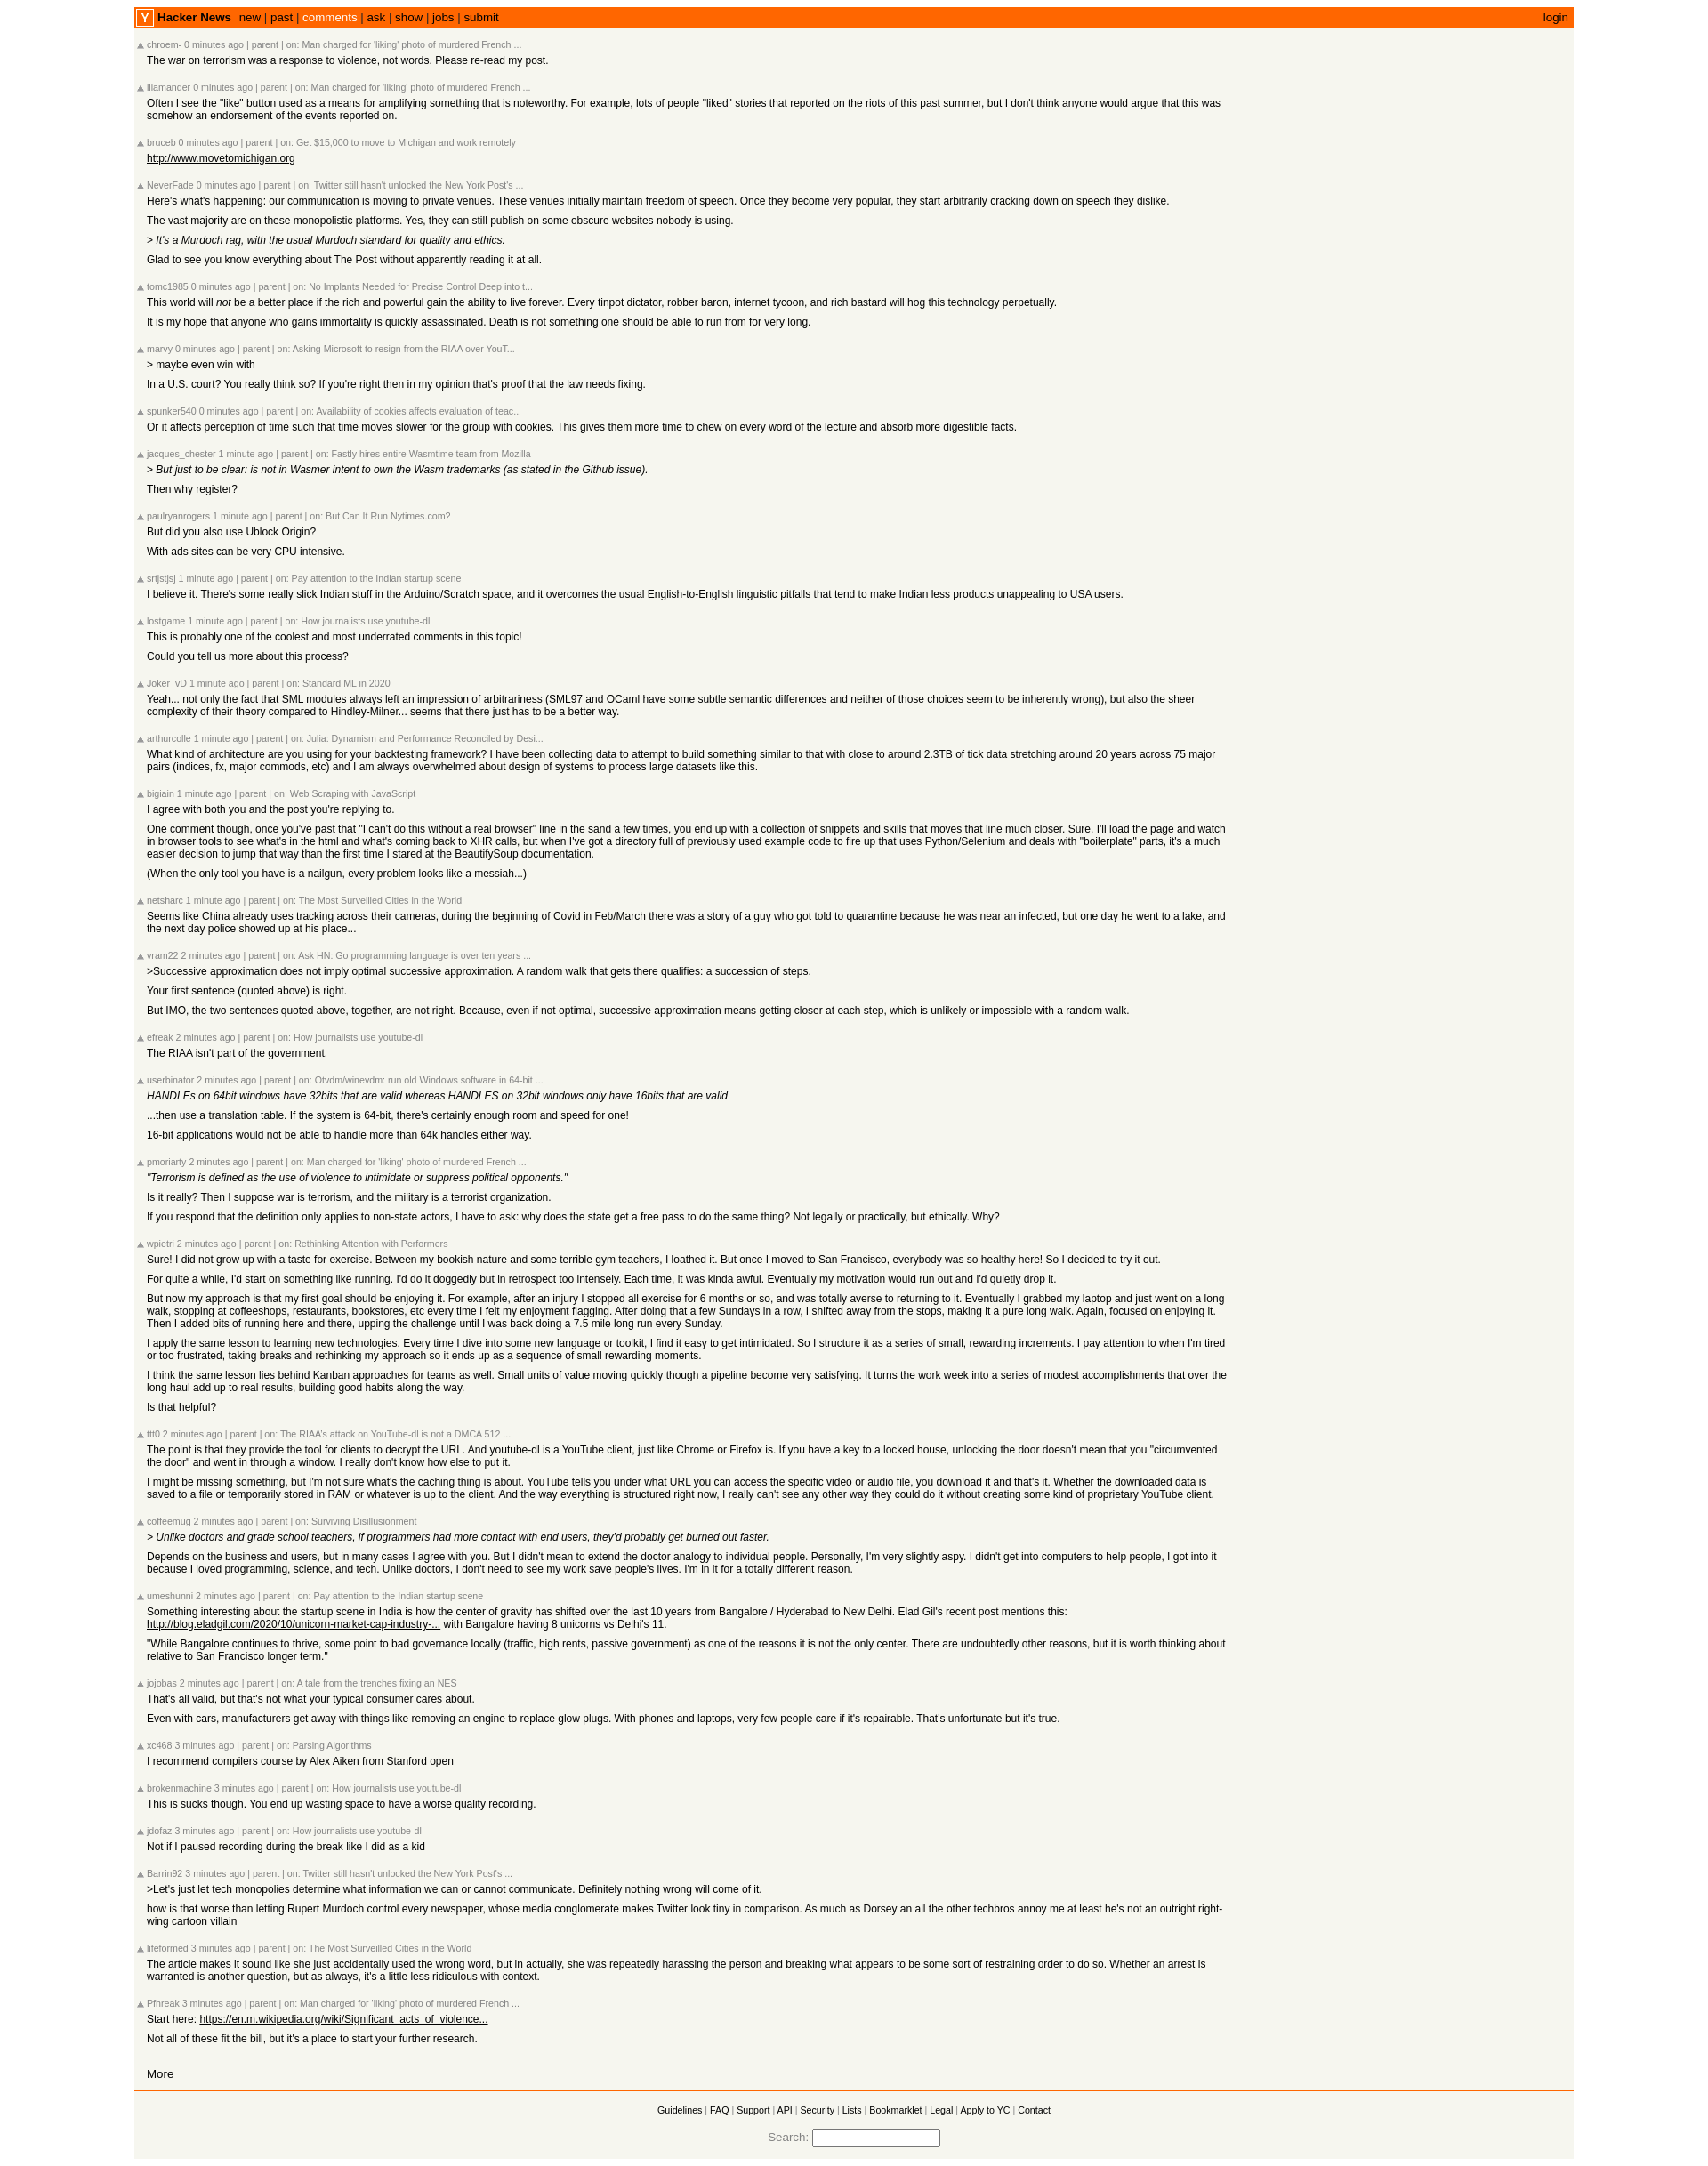 Y Hacker News new | past | comments | ask | show | jobs | submit login
chroem- 0 minutes ago | parent | on: Man charged for 'liking' photo of murdered French ...
The war on terrorism was a response to violence, not words. Please re-read my post.
lliamander 0 minutes ago | parent | on: Man charged for 'liking' photo of murdered French ...
Often I see the "like" button used as a means for amplifying something that is noteworthy. For example, lots of people "liked" stories that reported on the riots of this past summer, but I don't think anyone would argue that this was
somehow an endorsement of the events reported on.
bruceb 0 minutes ago | parent | on: Get $15,000 to move to Michigan and work remotely
http://www.movetomichigan.org
NeverFade 0 minutes ago | parent | on: Twitter still hasn't unlocked the New York Post's ...
Here's what's happening: our communication is moving to private venues. These venues initially maintain freedom of speech. Once they become very popular, they start arbitrarily cracking down on speech they dislike.
The vast majority are on these monopolistic platforms. Yes, they can still publish on some obscure websites nobody is using.
> It's a Murdoch rag, with the usual Murdoch standard for quality and ethics.
Glad to see you know everything about The Post without apparently reading it at all.
tomc1985 0 minutes ago | parent | on: No Implants Needed for Precise Control Deep into t...
This world will not be a better place if the rich and powerful gain the ability to live forever. Every tinpot dictator, robber baron, internet tycoon, and rich bastard will hog this technology perpetually.
It is my hope that anyone who gains immortality is quickly assassinated. Death is not something one should be able to run from for very long.
marvy 0 minutes ago | parent | on: Asking Microsoft to resign from the RIAA over YouT...
> maybe even win with
In a U.S. court? You really think so? If you're right then in my opinion that's proof that the law needs fixing.
spunker540 0 minutes ago | parent | on: Availability of cookies affects evaluation of teac...
Or it affects perception of time such that time moves slower for the group with cookies. This gives them more time to chew on every word of the lecture and absorb more digestible facts.
jacques_chester 1 minute ago | parent | on: Fastly hires entire Wasmtime team from Mozilla
> But just to be clear: is not in Wasmer intent to own the Wasm trademarks (as stated in the Github issue).
Then why register?
paulryanrogers 1 minute ago | parent | on: But Can It Run Nytimes.com?
But did you also use Ublock Origin?
With ads sites can be very CPU intensive.
srtjstjsj 1 minute ago | parent | on: Pay attention to the Indian startup scene
I believe it. There's some really slick Indian stuff in the Arduino/Scratch space, and it overcomes the usual English-to-English linguistic pitfalls that tend to make Indian less products unappealing to USA users.
lostgame 1 minute ago | parent | on: How journalists use youtube-dl
This is probably one of the coolest and most underrated comments in this topic!
Could you tell us more about this process?
Joker_vD 1 minute ago | parent | on: Standard ML in 2020
Yeah... not only the fact that SML modules always left an impression of arbitrariness (SML97 and OCaml have some subtle semantic differences and neither of those choices seem to be inherently wrong), but also the sheer
complexity of their theory compared to Hindley-Milner... seems that there just has to be a better way.
arthurcolle 1 minute ago | parent | on: Julia: Dynamism and Performance Reconciled by Desi...
What kind of architecture are you using for your backtesting framework? I have been collecting data to attempt to build something similar to that with close to around 2.3TB of tick data stretching around 20 years across 75 major
pairs (indices, fx, major commods, etc) and I am always overwhelmed about design of systems to process large datasets like this.
bigiain 1 minute ago | parent | on: Web Scraping with JavaScript
I agree with both you and the post you're replying to.
One comment though, once you've past that "I can't do this without a real browser" line in the sand a few times, you end up with a collection of snippets and skills that moves that line much closer. Sure, I'll load the page and watch
in browser tools to see what's in the html and what's coming back to XHR calls, but when I've got a directory full of previously used example code to fire up that uses Python/Selenium and deals with "boilerplate" parts, it's a much
easier decision to jump that way than the first time I stared at the BeautifySoup documentation.
(When the only tool you have is a nailgun, every problem looks like a messiah...)
netsharc 1 minute ago | parent | on: The Most Surveilled Cities in the World
Seems like China already uses tracking across their cameras, during the beginning of Covid in Feb/March there was a story of a guy who got told to quarantine because he was near an infected, but one day he went to a lake, and
the next day police showed up at his place...
vram22 2 minutes ago | parent | on: Ask HN: Go programming language is over ten years ...
>Successive approximation does not imply optimal successive approximation. A random walk that gets there qualifies: a succession of steps.
Your first sentence (quoted above) is right.
But IMO, the two sentences quoted above, together, are not right. Because, even if not optimal, successive approximation means getting closer at each step, which is unlikely or impossible with a random walk.
efreak 2 minutes ago | parent | on: How journalists use youtube-dl
The RIAA isn't part of the government.
userbinator 2 minutes ago | parent | on: Otvdm/winevdm: run old Windows software in 64-bit ...
HANDLEs on 64bit windows have 32bits that are valid whereas HANDLES on 32bit windows only have 16bits that are valid
...then use a translation table. If the system is 64-bit, there's certainly enough room and speed for one!
16-bit applications would not be able to handle more than 64k handles either way.
pmoriarty 2 minutes ago | parent | on: Man charged for 'liking' photo of murdered French ...
"Terrorism is defined as the use of violence to intimidate or suppress political opponents."
Is it really? Then I suppose war is terrorism, and the military is a terrorist organization.
If you respond that the definition only applies to non-state actors, I have to ask: why does the state get a free pass to do the same thing? Not legally or practically, but ethically. Why?
wpietri 2 minutes ago | parent | on: Rethinking Attention with Performers
Sure! I did not grow up with a taste for exercise. Between my bookish nature and some terrible gym teachers, I loathed it. But once I moved to San Francisco, everybody was so healthy here! So I decided to try it out.
For quite a while, I'd start on something like running. I'd do it doggedly but in retrospect too intensely. Each time, it was kinda awful. Eventually my motivation would run out and I'd quietly drop it.
But now my approach is that my first goal should be enjoying it. For example, after an injury I stopped all exercise for 6 months or so, and was totally averse to returning to it. Eventually I grabbed my laptop and just went on a long
walk, stopping at coffeeshops, restaurants, bookstores, etc every time I felt my enjoyment flagging. After doing that a few Sundays in a row, I shifted away from the stops, making it a pure long walk. Again, focused on enjoying it.
Then I added bits of running here and there, upping the challenge until I was back doing a 7.5 mile long run every Sunday.
I apply the same lesson to learning new technologies. Every time I dive into some new language or toolkit, I find it easy to get intimidated. So I structure it as a series of small, rewarding increments. I pay attention to when I'm tired
or too frustrated, taking breaks and rethinking my approach so it ends up as a sequence of small rewarding moments.
I think the same lesson lies behind Kanban approaches for teams as well. Small units of value moving quickly though a pipeline become very satisfying. It turns the work week into a series of modest accomplishments that over the
long haul add up to real results, building good habits along the way.
Is that helpful?
ttt0 2 minutes ago | parent | on: The RIAA's attack on YouTube-dl is not a DMCA 512 ...
The point is that they provide the tool for clients to decrypt the URL. And youtube-dl is a YouTube client, just like Chrome or Firefox is. If you have a key to a locked house, unlocking the door doesn't mean that you "circumvented
the door" and went in through a window. I really don't know how else to put it.
I might be missing something, but I'm not sure what's the caching thing is about. YouTube tells you under what URL you can access the specific video or audio file, you download it and that's it. Whether the downloaded data is
saved to a file or temporarily stored in RAM or whatever is up to the client. And the way everything is structured right now, I really can't see any other way they could do it without creating some kind of proprietary YouTube client.
coffeemug 2 minutes ago | parent | on: Surviving Disillusionment
> Unlike doctors and grade school teachers, if programmers had more contact with end users, they'd probably get burned out faster.
Depends on the business and users, but in many cases I agree with you. But I didn't mean to extend the doctor analogy to individual people. Personally, I'm very slightly aspy. I didn't get into computers to help people, I got into it
because I loved programming, science, and tech. Unlike doctors, I don't need to see my work save people's lives. I'm in it for a totally different reason.
umeshunni 2 minutes ago | parent | on: Pay attention to the Indian startup scene
Something interesting about the startup scene in India is how the center of gravity has shifted over the last 10 years from Bangalore / Hyderabad to New Delhi. Elad Gil's recent post mentions this:
http://blog.eladgil.com/2020/10/unicorn-market-cap-industry-... with Bangalore having 8 unicorns vs Delhi's 11.
"While Bangalore continues to thrive, some point to bad governance locally (traffic, high rents, passive government) as one of the reasons it is not the only center. There are undoubtedly other reasons, but it is worth thinking about
relative to San Francisco longer term."
jojobas 2 minutes ago | parent | on: A tale from the trenches fixing an NES
That's all valid, but that's not what your typical consumer cares about.
Even with cars, manufacturers get away with things like removing an engine to replace glow plugs. With phones and laptops, very few people care if it's repairable. That's unfortunate but it's true.
xc468 3 minutes ago | parent | on: Parsing Algorithms
I recommend compilers course by Alex Aiken from Stanford open
brokenmachine 3 minutes ago | parent | on: How journalists use youtube-dl
This is sucks though. You end up wasting space to have a worse quality recording.
jdofaz 3 minutes ago | parent | on: How journalists use youtube-dl
Not if I paused recording during the break like I did as a kid
Barrin92 3 minutes ago | parent | on: Twitter still hasn't unlocked the New York Post's ...
>Let's just let tech monopolies determine what information we can or cannot communicate. Definitely nothing wrong will come of it.
how is that worse than letting Rupert Murdoch control every newspaper, whose media conglomerate makes Twitter look tiny in comparison. As much as Dorsey an all the other techbros annoy me at least he's not an outright right-
wing cartoon villain
lifeformed 3 minutes ago | parent | on: The Most Surveilled Cities in the World
The article makes it sound like she just accidentally used the wrong word, but in actually, she was repeatedly harassing the person and breaking what appears to be some sort of restraining order to do so. Whether an arrest is
warranted is another question, but as always, it's a little less ridiculous with context.
Pfhreak 3 minutes ago | parent | on: Man charged for 'liking' photo of murdered French ...
Start here: https://en.m.wikipedia.org/wiki/Significant_acts_of_violence...
Not all of these fit the bill, but it's a place to start your further research.
More
Guidelines | FAQ | Support | API | Security | Lists | Bookmarklet | Legal | Apply to YC | Contact
Search: